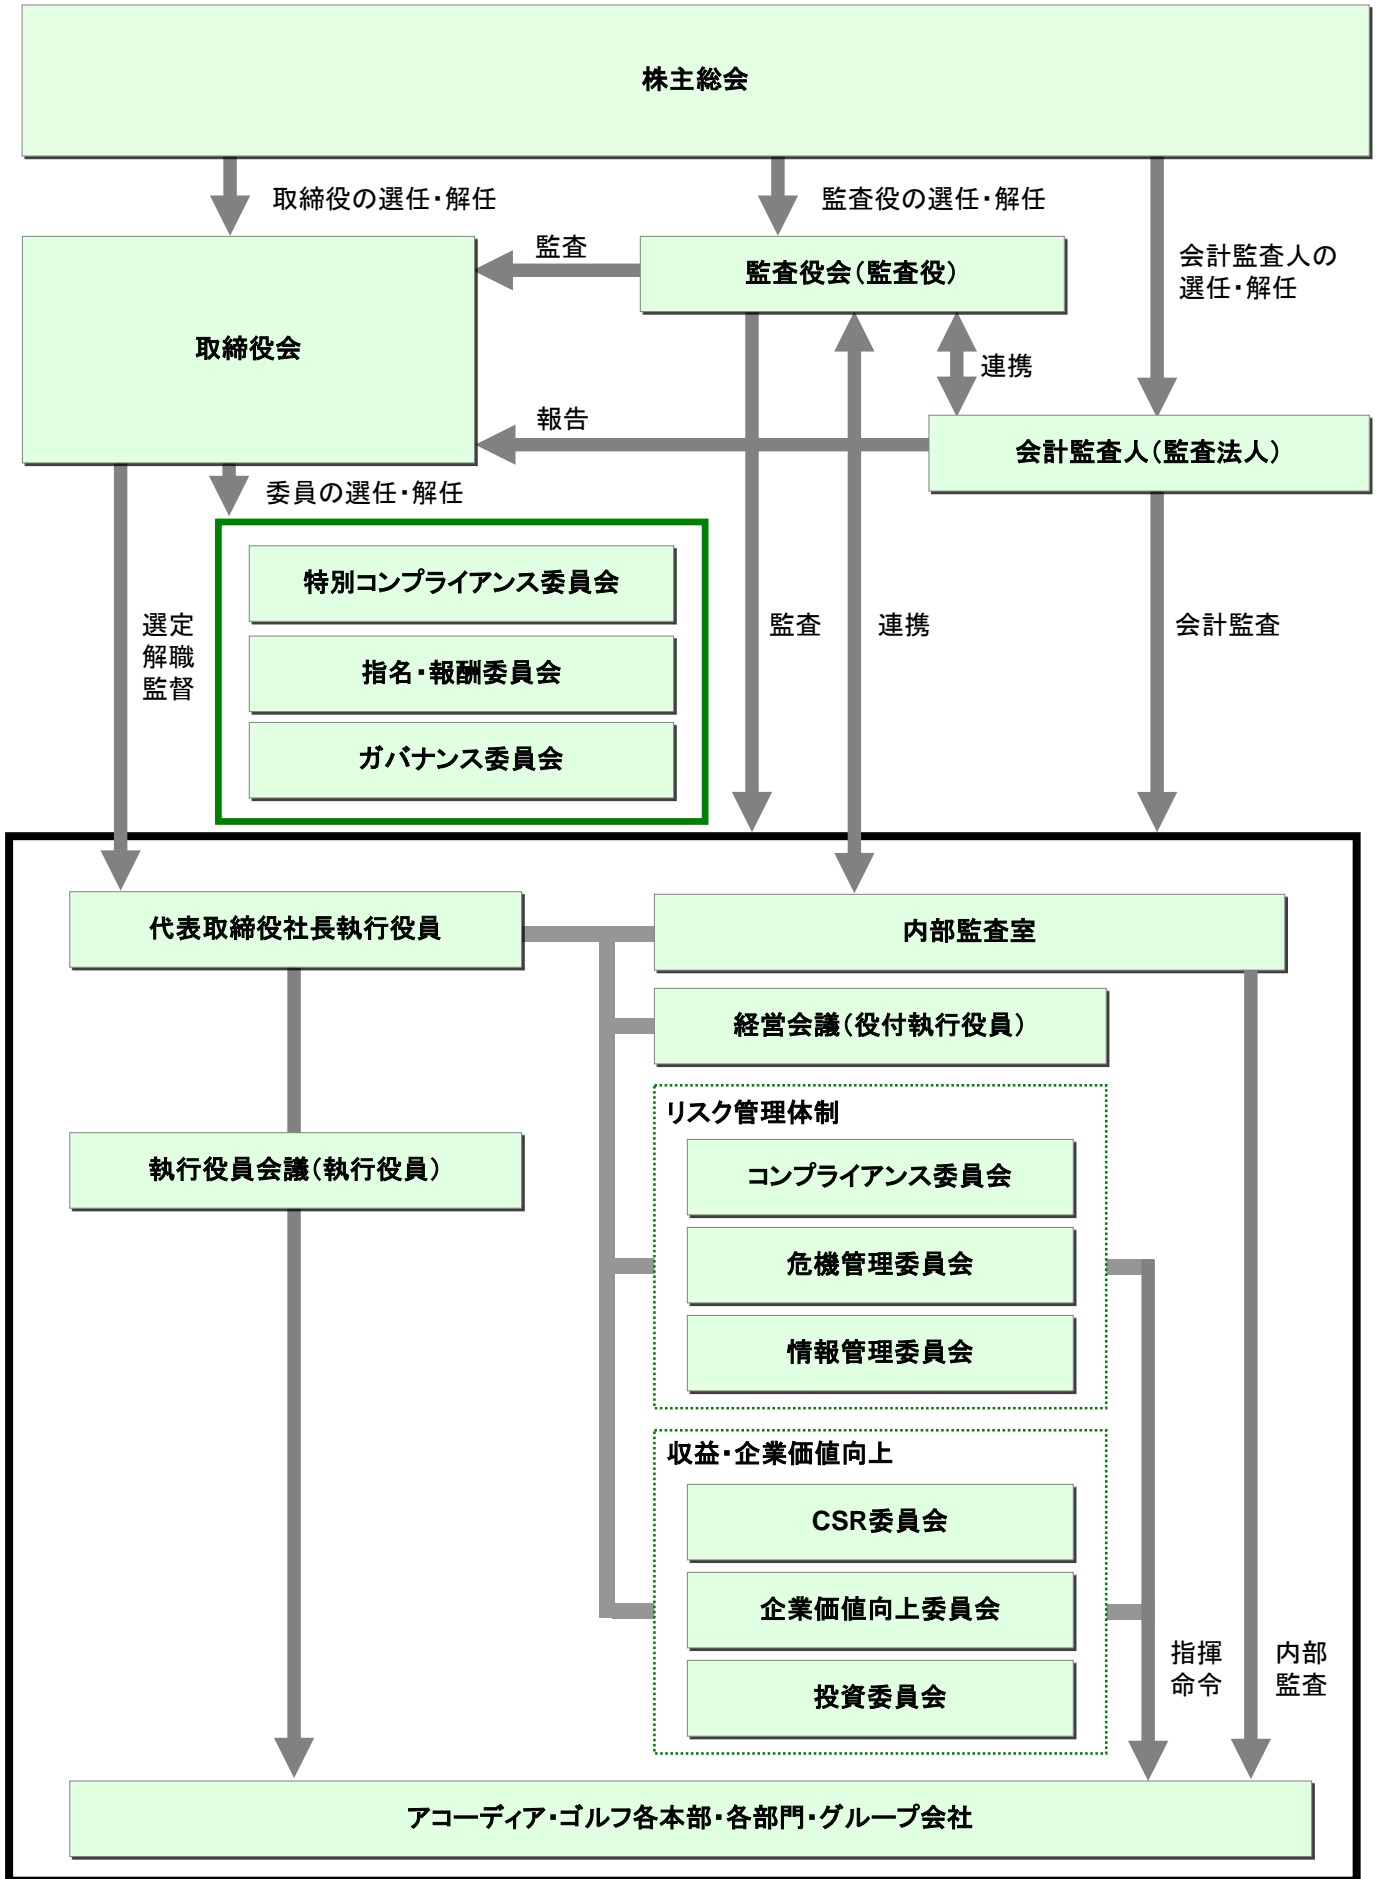 株主総会
取締役の選任・解任
監査役の選任・解任
会計監査人の
選任・解任
監査
監査役会（監査役）
取締役会
連携
報告
会計監査人（監査法人）
委員の選任・解任
特別コンプライアンス委員会
指名・報酬委員会
ガバナンス委員会
選定
解職
監督
監査
連携
会計監査
代表取締役社長執行役員
内部監査室
経営会議（役付執行役員）
リスク管理体制
執行役員会議（執行役員）
コンプライアンス委員会
危機管理委員会
情報管理委員会
収益・企業価値向上
CSR委員会
企業価値向上委員会
投資委員会
指揮
命令
内部
監査
アコーディア・ゴルフ各本部・各部門・グループ会社